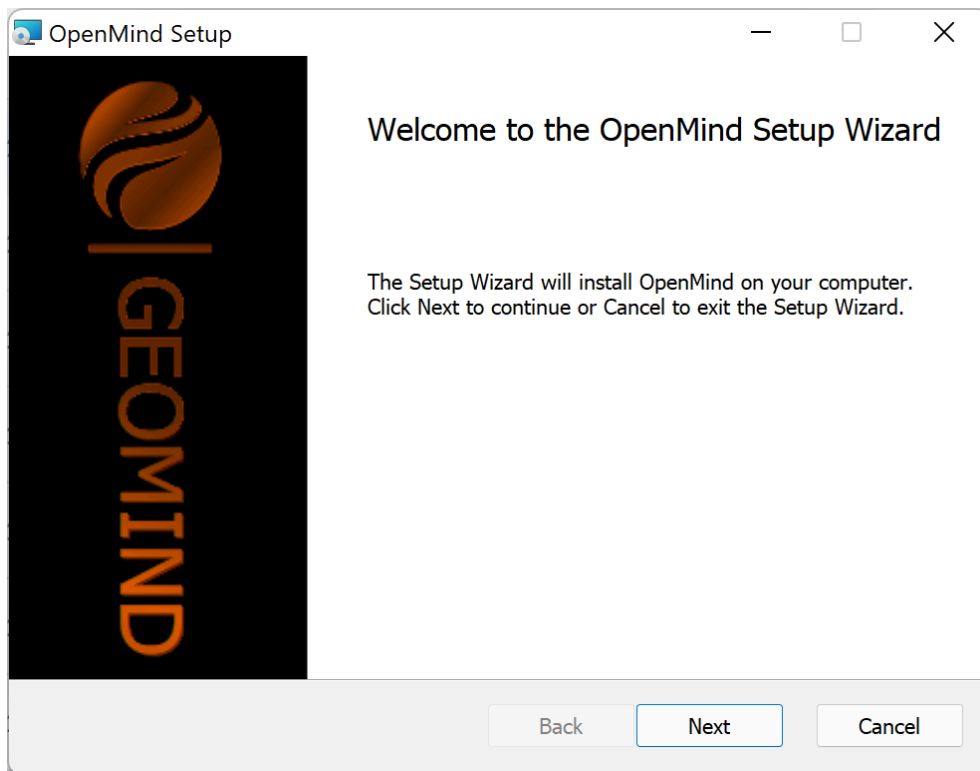 OpenMind Setup
GEOMIND
Welcome to the OpenMind Setup Wizard
The Setup Wizard will install OpenMind on your computer.
Click Next to continue or Cancel to exit the Setup Wizard.
Back Next Cancel